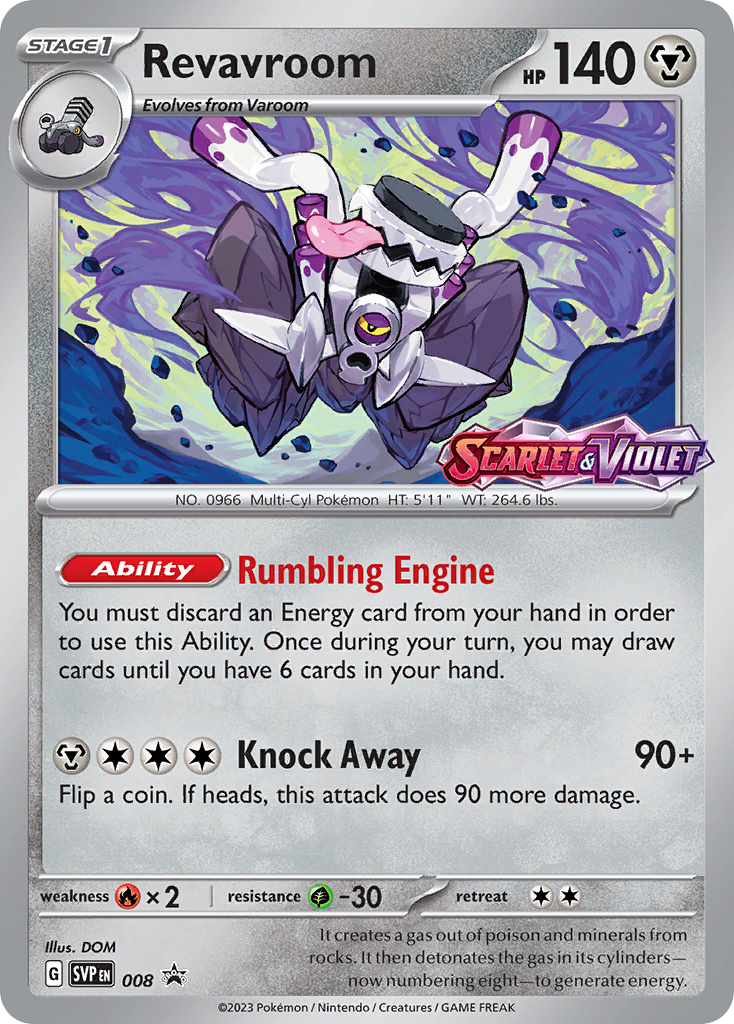 STAGE1
Revavroom
HP 140
Evolves from Varoom
SCARLET & VIOLET
NO. 0966 Multi-Cyl Pokémon HT: 5'11" WT: 264.6 lbs.
Ability Rumbling Engine
You must discard an Energy card from your hand in order
to use this Ability. Once during your turn, you may draw
cards until you have 6 cards in your hand.
Knock Away 90+
Flip a coin. If heads, this attack does 90 more damage.
weakness ×2 resistance -30 retreat
Illus. DOM
G SVP EN 008
It creates a gas out of poison and minerals from
rocks. It then detonates the gas in its cylinders—
now numbering eight—to generate energy.
©2023 Pokémon / Nintendo / Creatures / GAME FREAK